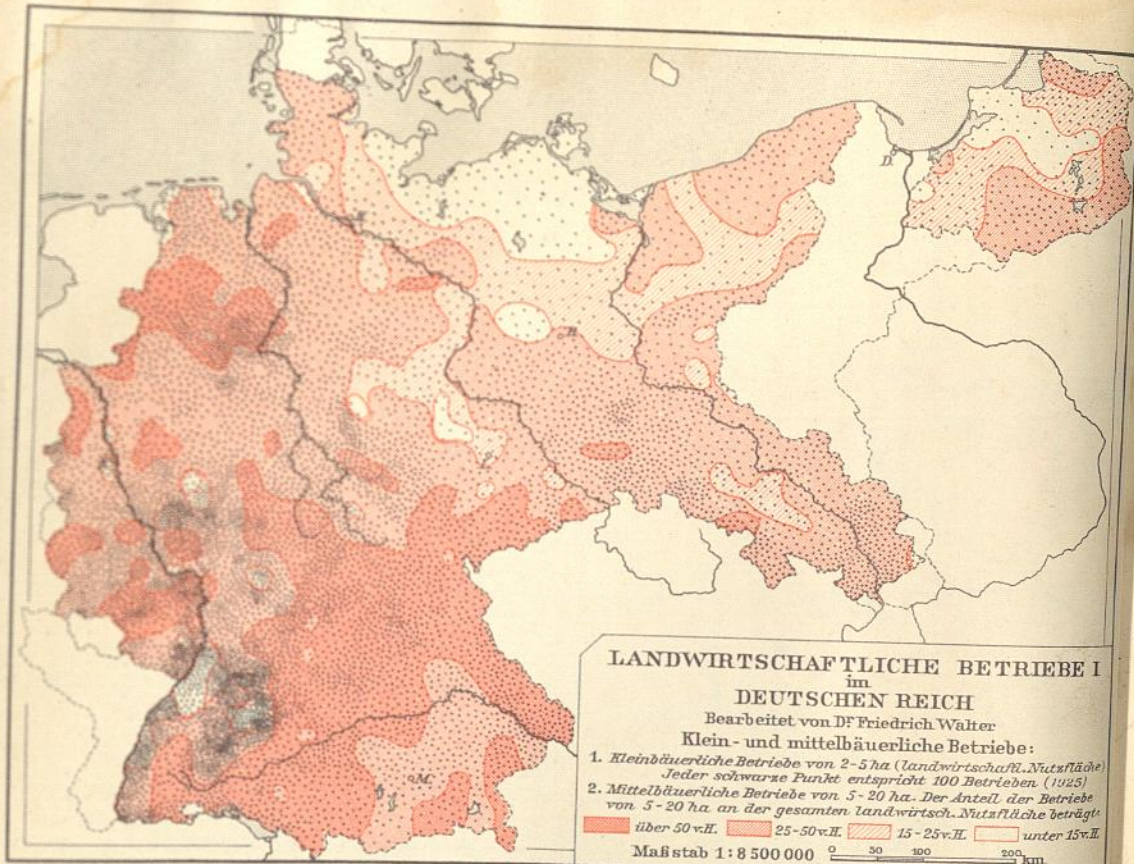 D.
B.
L.
M.
LANDWIRTSCHAFTLICHE BETRIEBE I
im
DEUTSCHEN REICH
Bearbeitet von Dr Friedrich Walter
Klein- und mittelbäuerliche Betriebe:
1. Kleinbäuerliche Betriebe von 2-5 ha (landwirtschaftl. Nutzfläche)
Jeder schwarze Punkt entspricht 100 Betrieben (1925)
2. Mittelbäuerliche Betriebe von 5-20 ha. Der Anteil der Betriebe
von 5-20 ha an der gesamten landwirtsch. Nutzfläche beträgt:
über 50 v.H. 25-50 v.H. 15-25 v.H. unter 15 v.H.
Maßstab 1:8 500 000 0 50 100 200 km